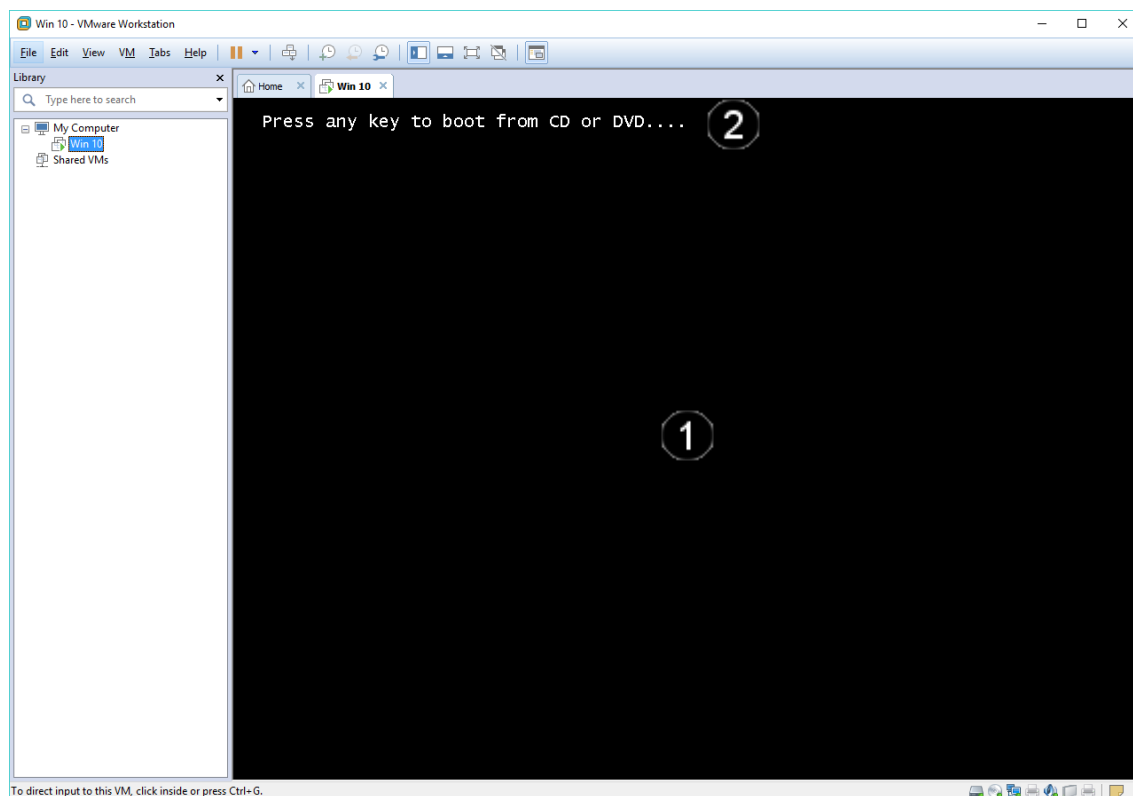 Win 10 - VMware Workstation
File Edit View VM Tabs Help
Library
Type here to search
My Computer
Win 10
Shared VMs
Home
Win 10
Press any key to boot from CD or DVD....
2
1
To direct input to this VM, click inside or press Ctrl+G.